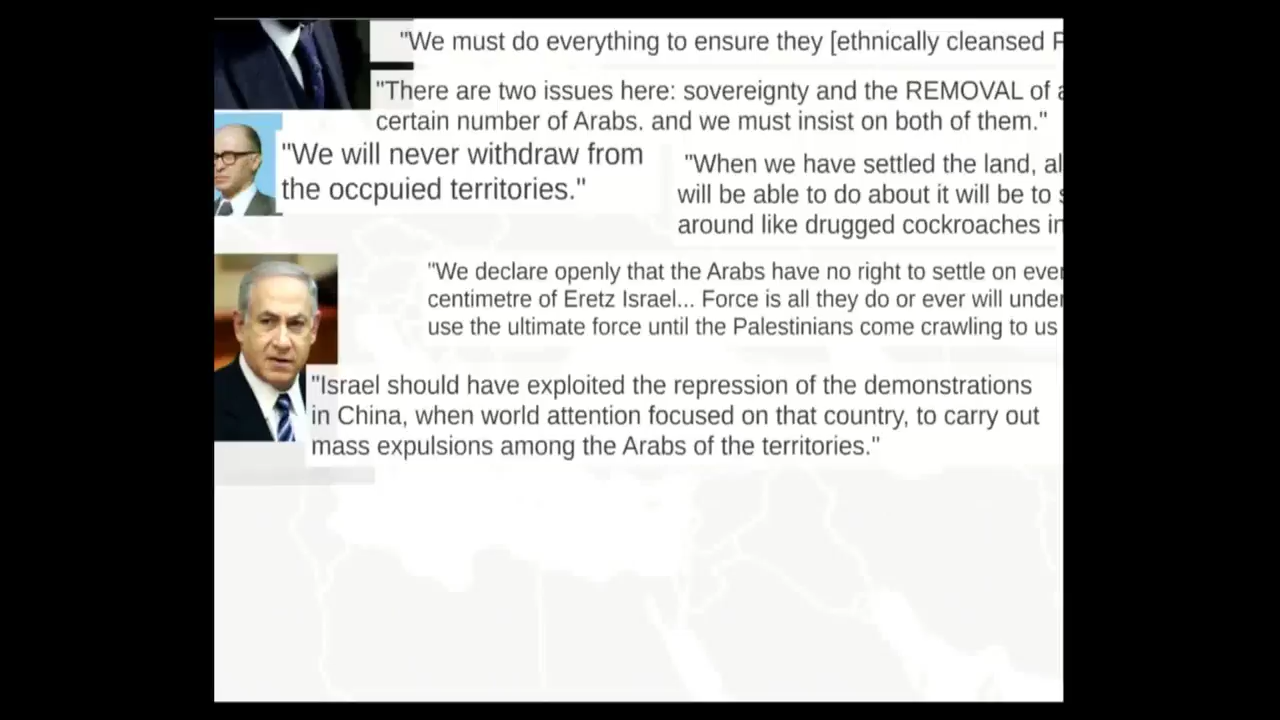 "We must do everything to ensure they [ethnically cleansed
"There are two issues here: sovereignty and the REMOVAL of
certain number of Arabs. and we must insist on both of them."
"We will never withdraw from
the occpuied territories."
"When we have settled the land,
will be able to do about it will be to
around like drugged cockroaches
"We declare openly that the Arabs have no right to settle on
centimetre of Eretz Israel... Force is all they do or ever will
use the ultimate force until the Palestinians come crawling to us
"Israel should have exploited the repression of the demonstrations
in China, when world attention focused on that country, to carry out
mass expulsions among the Arabs of the territories."